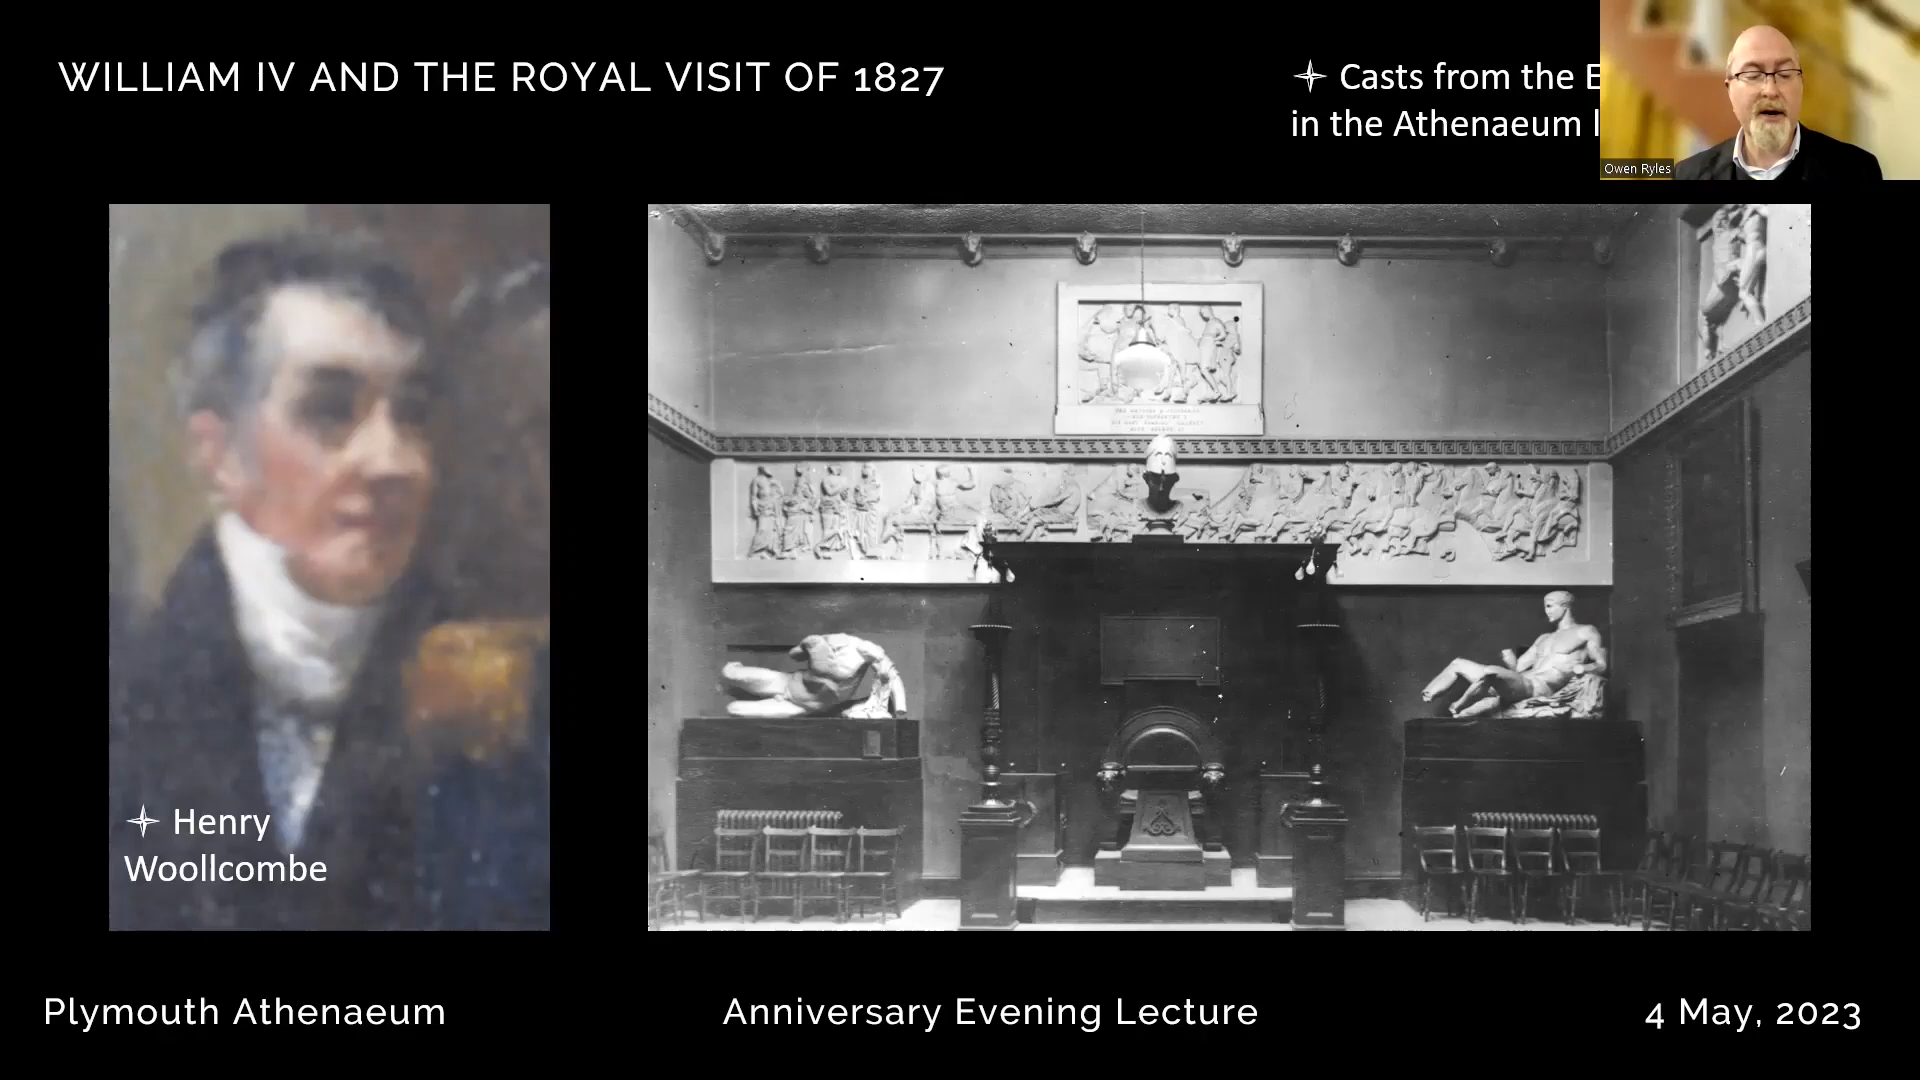 WILLIAM IV AND THE ROYAL VISIT OF 1827
Casts from the E
in the Athenaeum
Owen Ryles
Henry
Woollcombe
Plymouth Athenaeum
Anniversary Evening Lecture
4 May, 2023